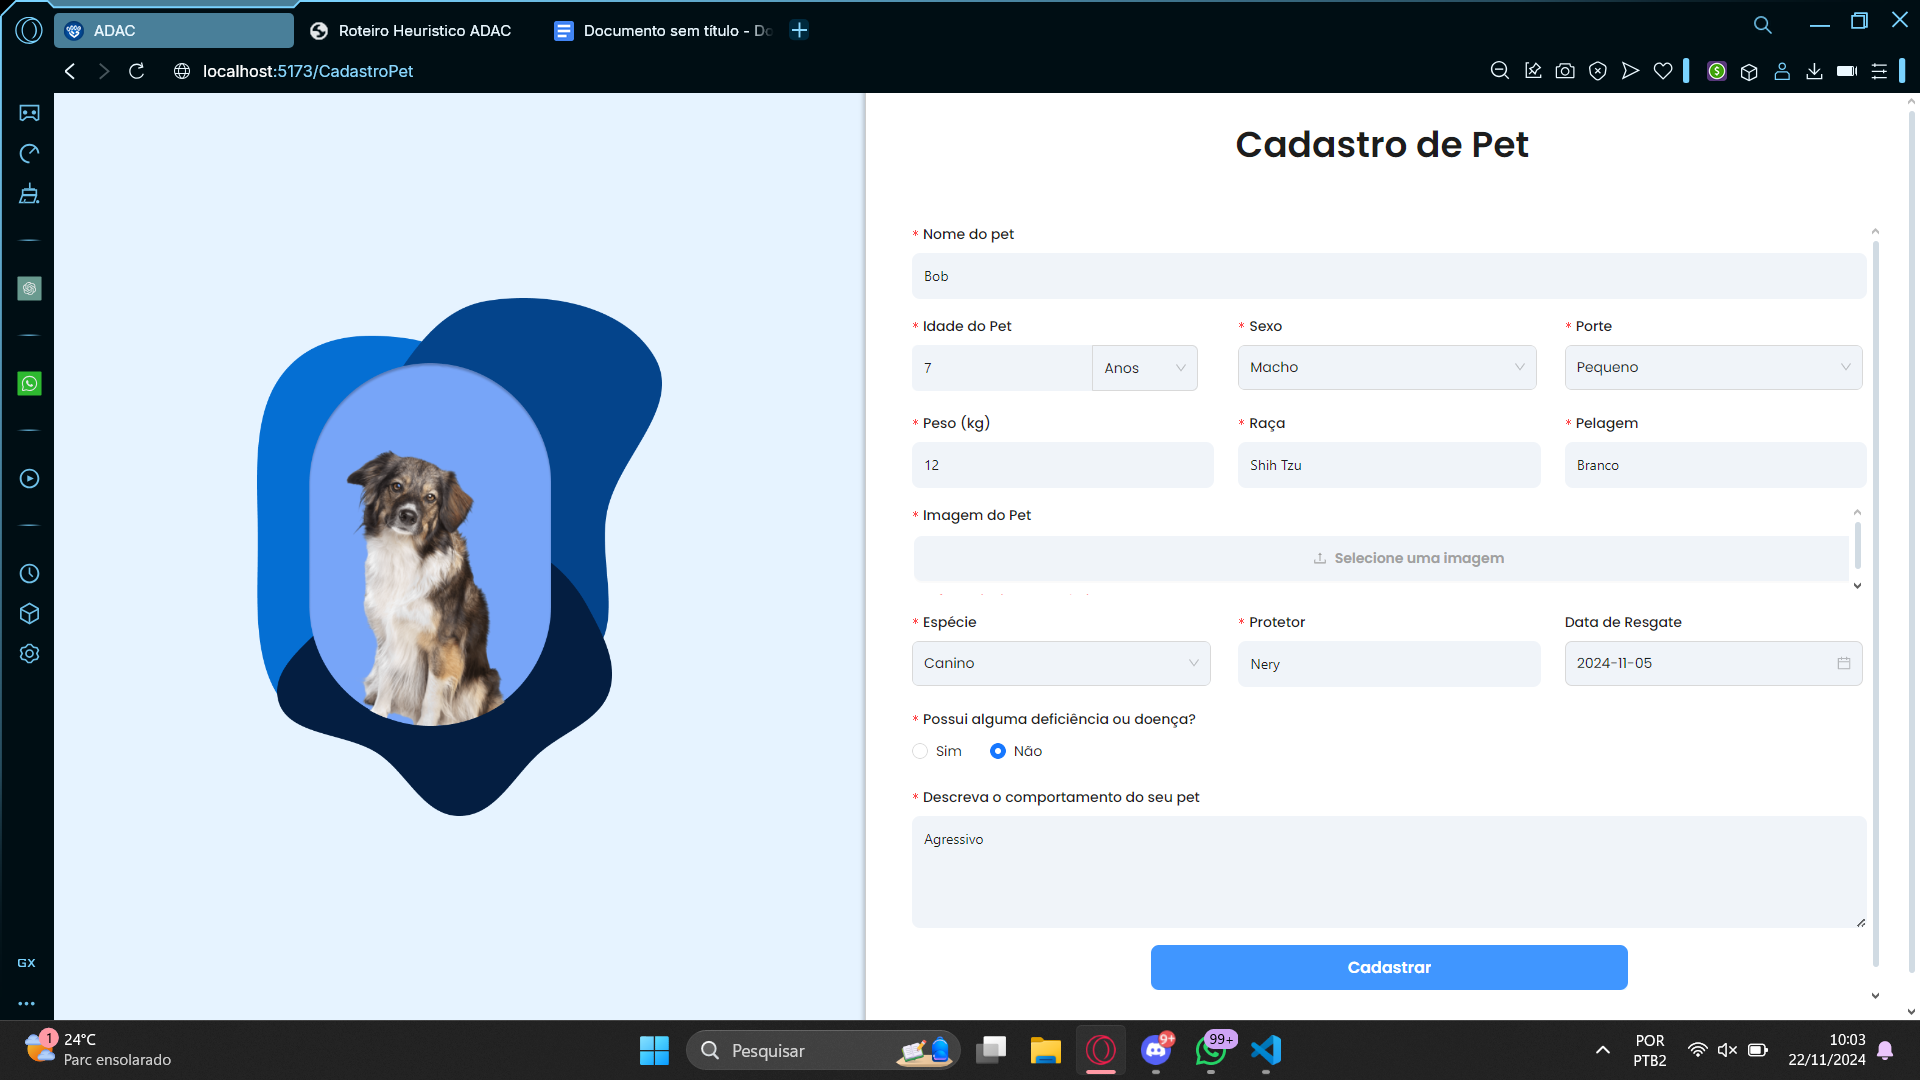 ADAC
Roteiro Heuristico ADAC
Documento sem título - Do
localhost:5173/CadastroPet
Cadastro de Pet
* Nome do pet
Bob
* Idade do Pet
* Sexo
* Porte
7
Anos
Macho
Pequeno
* Peso (kg)
* Raça
* Pelagem
12
Shih Tzu
Branco
* Imagem do Pet
Selecione uma imagem
* Espécie
* Protetor
Data de Resgate
Canino
Nery
2024-11-05
* Possui alguma deficiência ou doença?
Sim
Não
* Descreva o comportamento do seu pet
Agressivo
Cadastrar
GX
1
24°C
Parc ensolarado
Pesquisar
9+
99+
POR
PTB2
10:03
22/11/2024